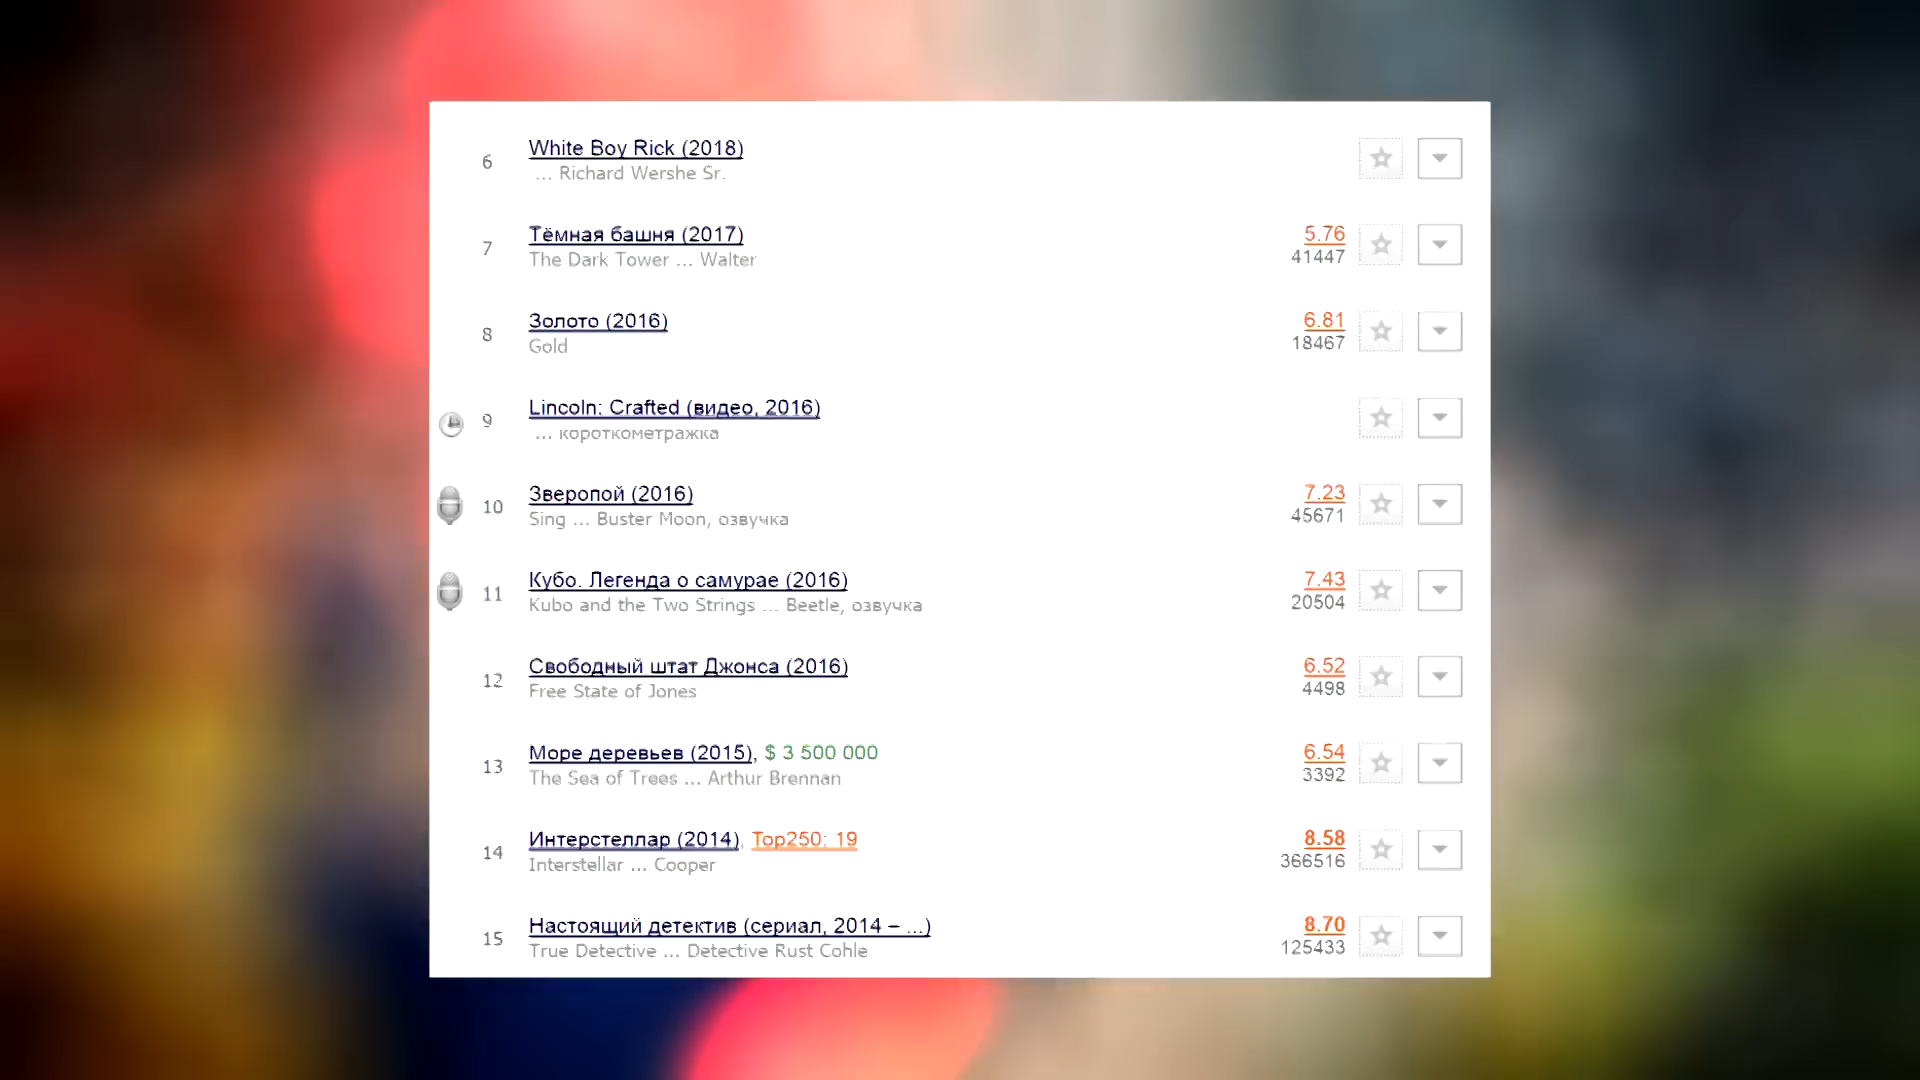 6
White Boy Rick (2018)
... Richard Wershe Sr.
7
Тёмная башня (2017)
The Dark Tower ... Walter
5.76
41447
8
Золото (2016)
Gold
6.81
18467
9
Lincoln: Crafted (видео, 2016)
... короткометражка
10
Зверопой (2016)
Sing ... Buster Moon, озвучка
7.23
45671
11
Кубо. Легенда о самурае (2016)
Kubo and the Two Strings ... Beetle, озвучка
7.43
20504
12
Свободный штат Джонса (2016)
Free State of Jones
6.52
4498
13
Море деревьев (2015), $ 3 500 000
The Sea of Trees ... Arthur Brennan
6.54
3392
14
Интерстеллар (2014), Top250: 19
Interstellar ... Cooper
8.58
366516
15
Настоящий детектив (сериал, 2014 – ...)
True Detective ... Detective Rust Cohle
8.70
125433